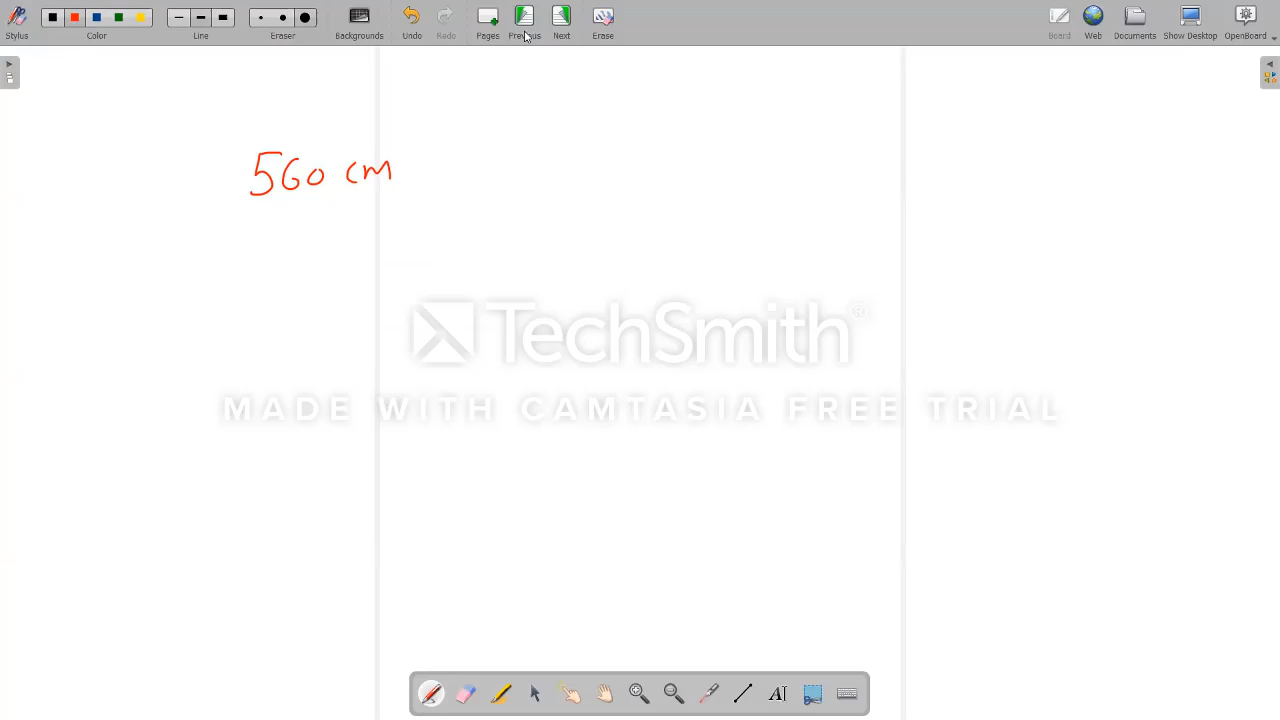 Stylus Color Line Eraser Backgrounds Undo Redo Pages Previous Next Erase Board Web Documents Show Desktop OpenBoard
560 cm
TechSmith®
MADE WITH CAMTASIA FREE TRIAL